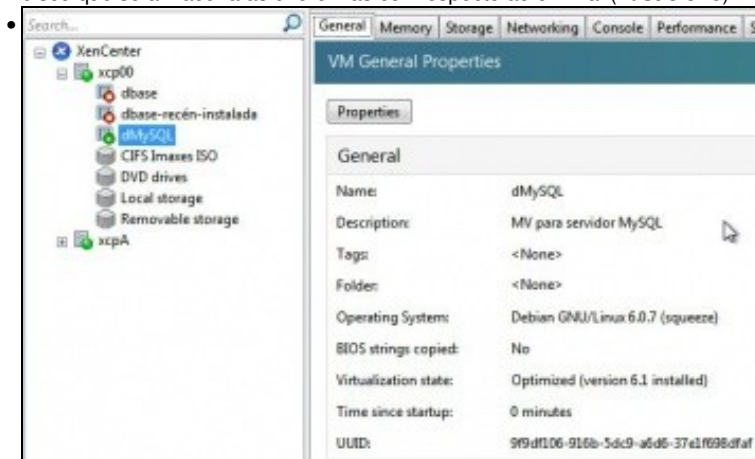 Search...
XenCenter
xcp00
dbase
dbase-recén-instalada
dMySQL
CIFS Imaxes ISO
DVD drives
Local storage
Removable storage
xcpA
General Memory Storage Networking Console Performance
VM General Properties
Properties
General
Name: dMySQL
Description: MV para servidor MySQL
Tags: <None>
Folder: <None>
Operating System: Debian GNU/Linux 6.0.7 (squeeze)
BIOS strings copied: No
Virtualization state: Optimized (version 6.1 installed)
Time since startup: 0 minutes
UUID: 9f9df106-916b-5dc9-a6d6-37e1f698dfaf